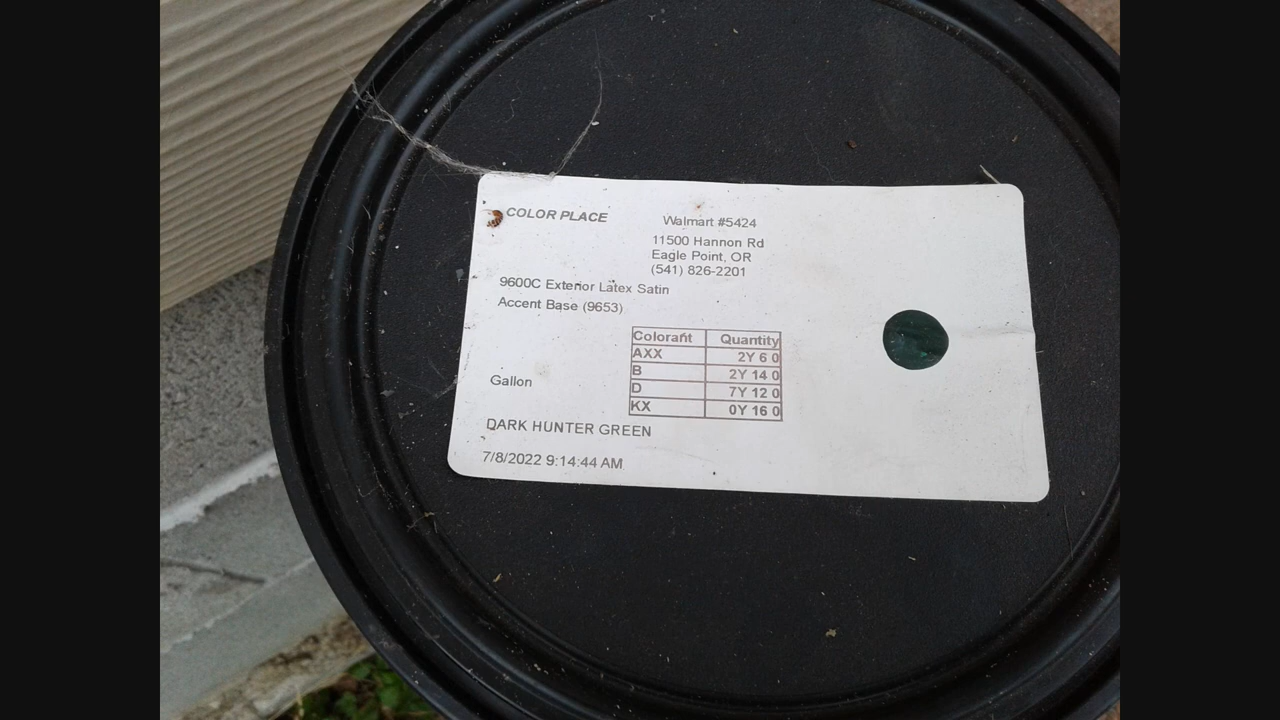 COLOR PLACE
Walmart #5424
11500 Hannon Rd
Eagle Point, OR
(541) 826-2201
9600C Exterior Latex Satin
Accent Base (9653)
Colorant Quantity
AXX 2Y 6 0
B 2Y 14 0
D 7Y 12 0
KX 0Y 16 0
Gallon
DARK HUNTER GREEN
7/8/2022 9:14:44 AM